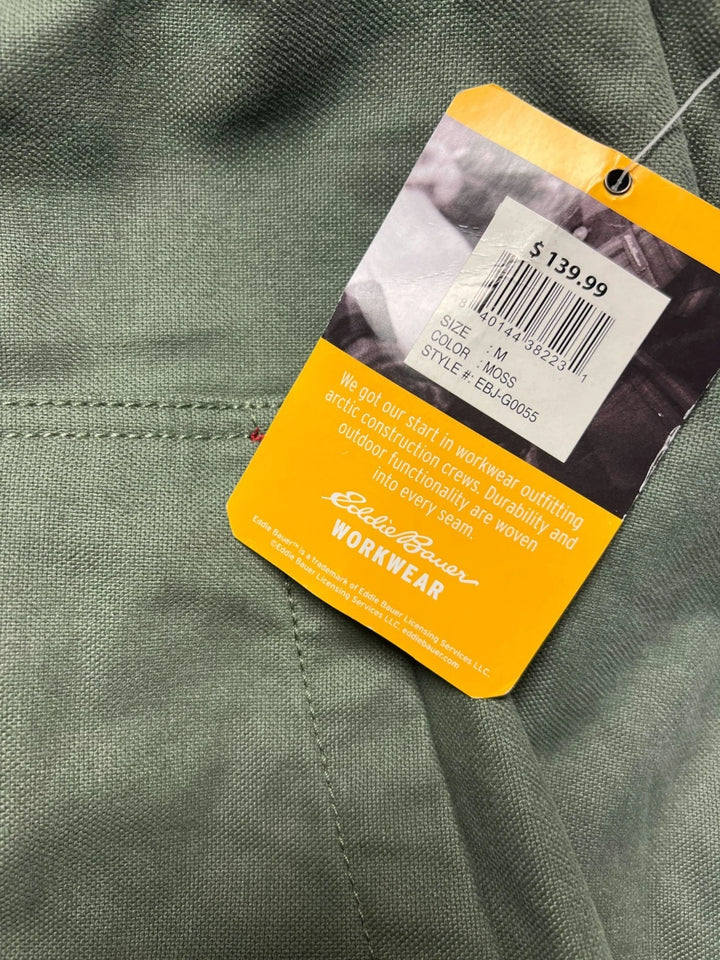 $ 139.99
8 40144 38223 1
SIZE : M
COLOR : MOSS
STYLE #: EBJ-G0055
We got our start in workwear outfitting
arctic construction crews. Durability and
outdoor functionality are woven
into every seam.
Eddie Bauer
WORKWEAR
Eddie Bauer™ is a trademark of Eddie Bauer Licensing Services LLC.
©Eddie Bauer Licensing Services LLC. eddiebauer.com